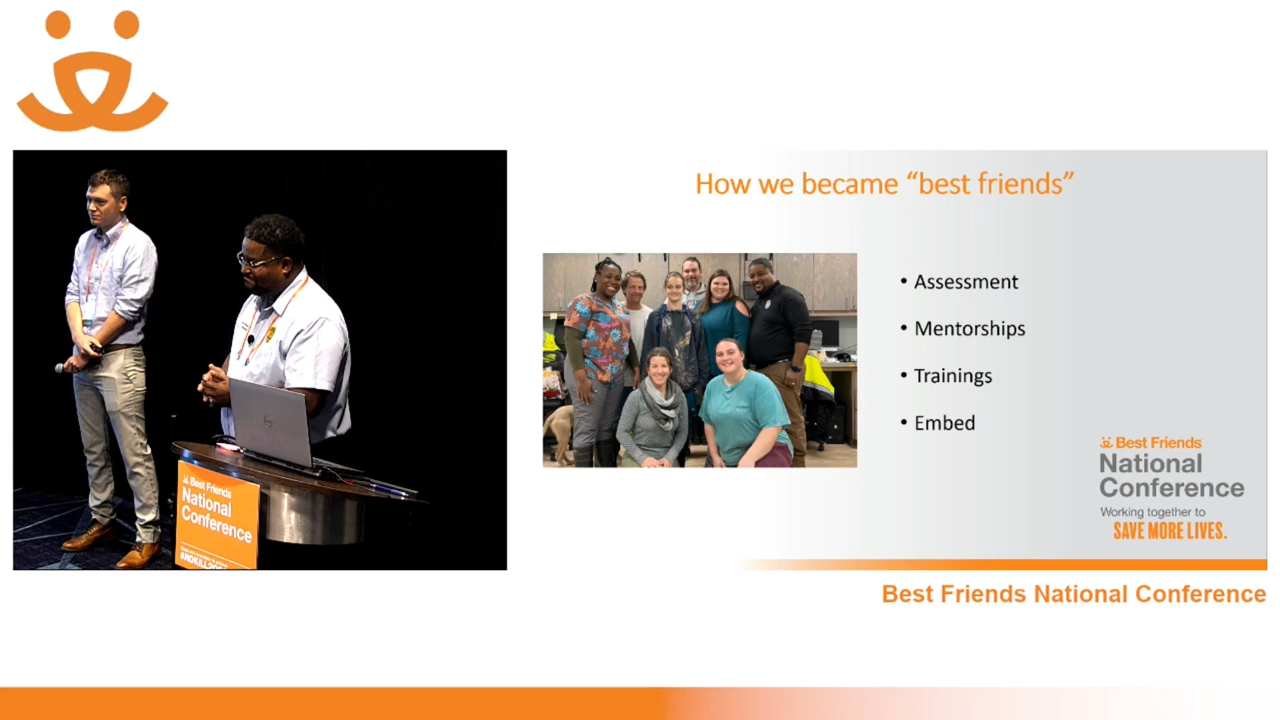 How we became “best friends”
• Assessment
• Mentorships
• Trainings
• Embed
Best Friends
National
Conference
Working together to
SAVE MORE LIVES.
Best Friends
National
Conference
Best Friends National Conference